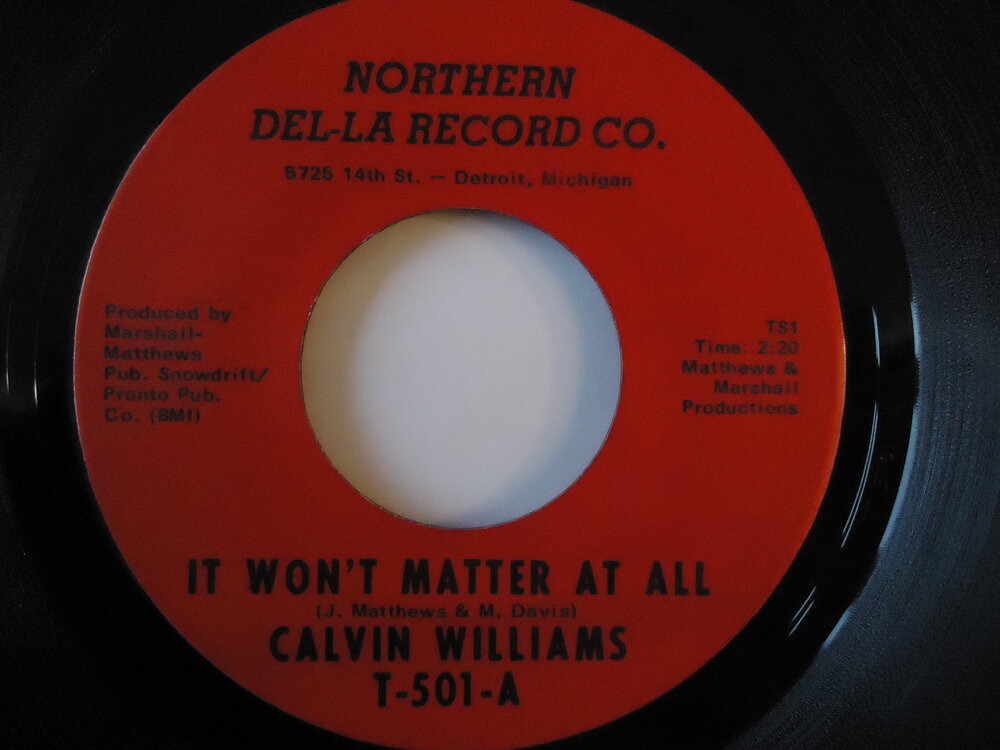 NORTHERN
DEL-LA RECORD CO.
5725 14th St. — Detroit, Michigan
Produced by
Marshall-
Matthews
Pub. Snowdrift/
Pronto Pub.
Co. (BMI)
TS1
Time: 2:20
Matthews &
Marshall
Productions
IT WON'T MATTER AT ALL
(J. Matthews & M. Davis)
CALVIN WILLIAMS
T-501-A